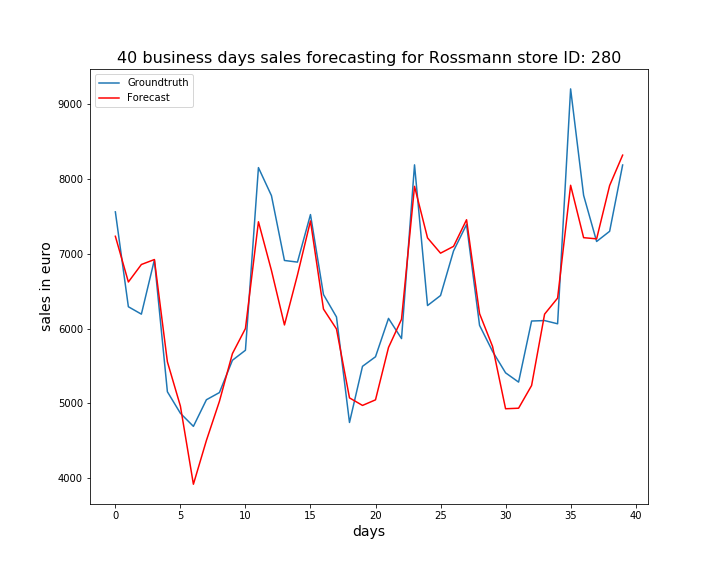 40 business days sales forecasting for Rossmann store ID: 280
Groundtruth
Forecast
sales in euro
9000
8000
7000
6000
5000
4000
0 5 10 15 20 25 30 35 40
days